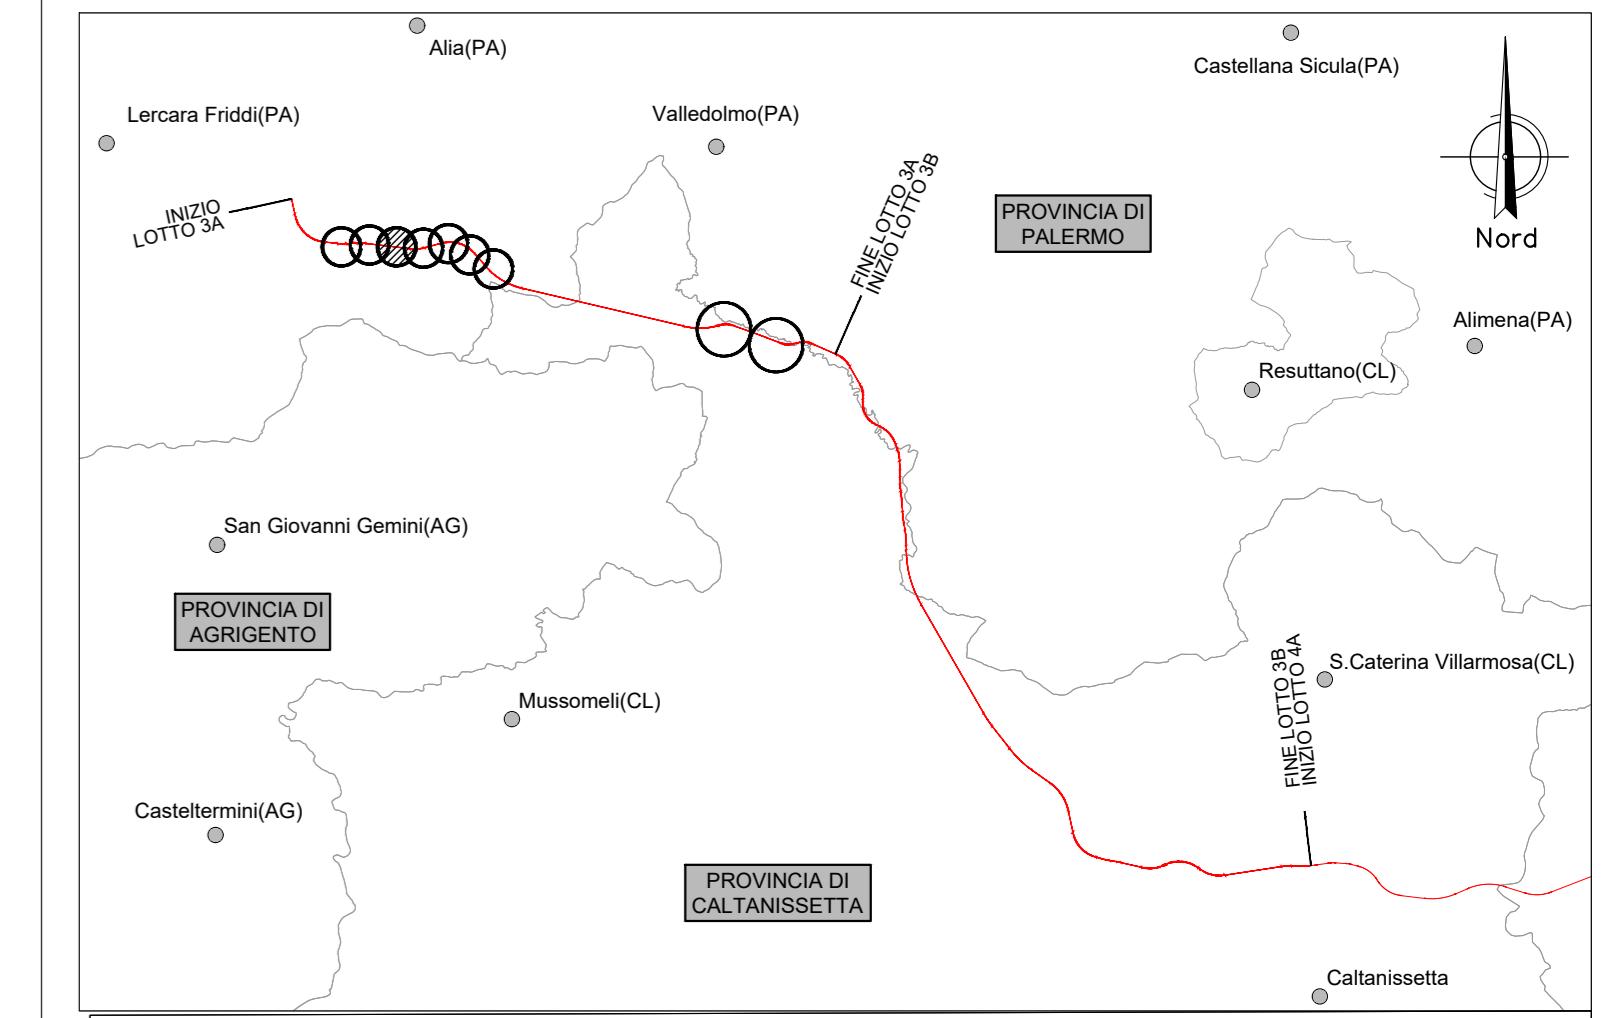 Alia(PA)
Castellana Sicula(PA)
Lercara Friddi(PA)
Valledolmo(PA)
INIZIO
LOTTO 3A
FINE LOTTO 3A
INIZIO LOTTO 3B
PROVINCIA DI
PALERMO
Nord
Alimena(PA)
Resuttano(CL)
San Giovanni Gemini(AG)
PROVINCIA DI
AGRIGENTO
FINE LOTTO 3B
INIZIO LOTTO 4A
S.Caterina Villarmosa(CL)
Mussomeli(CL)
Casteltermini(AG)
PROVINCIA DI
CALTANISSETTA
Caltanissetta